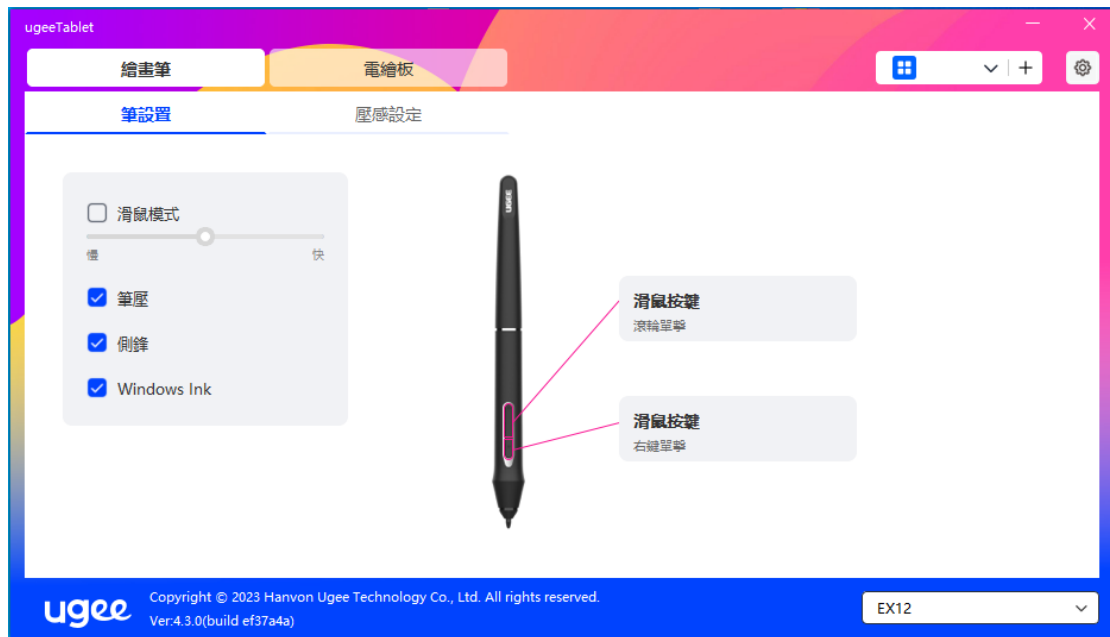 ugeeTablet
繪畫筆
電繪板
筆設置
壓感設定
滑鼠模式
慢
快
筆壓
側鋒
Windows Ink
UGEE
滑鼠按鍵
滾輪單擊
滑鼠按鍵
右鍵單擊
ugee
Copyright © 2023 Hanvon Ugee Technology Co., Ltd. All rights reserved.
Ver:4.3.0(build ef37a4a)
EX12